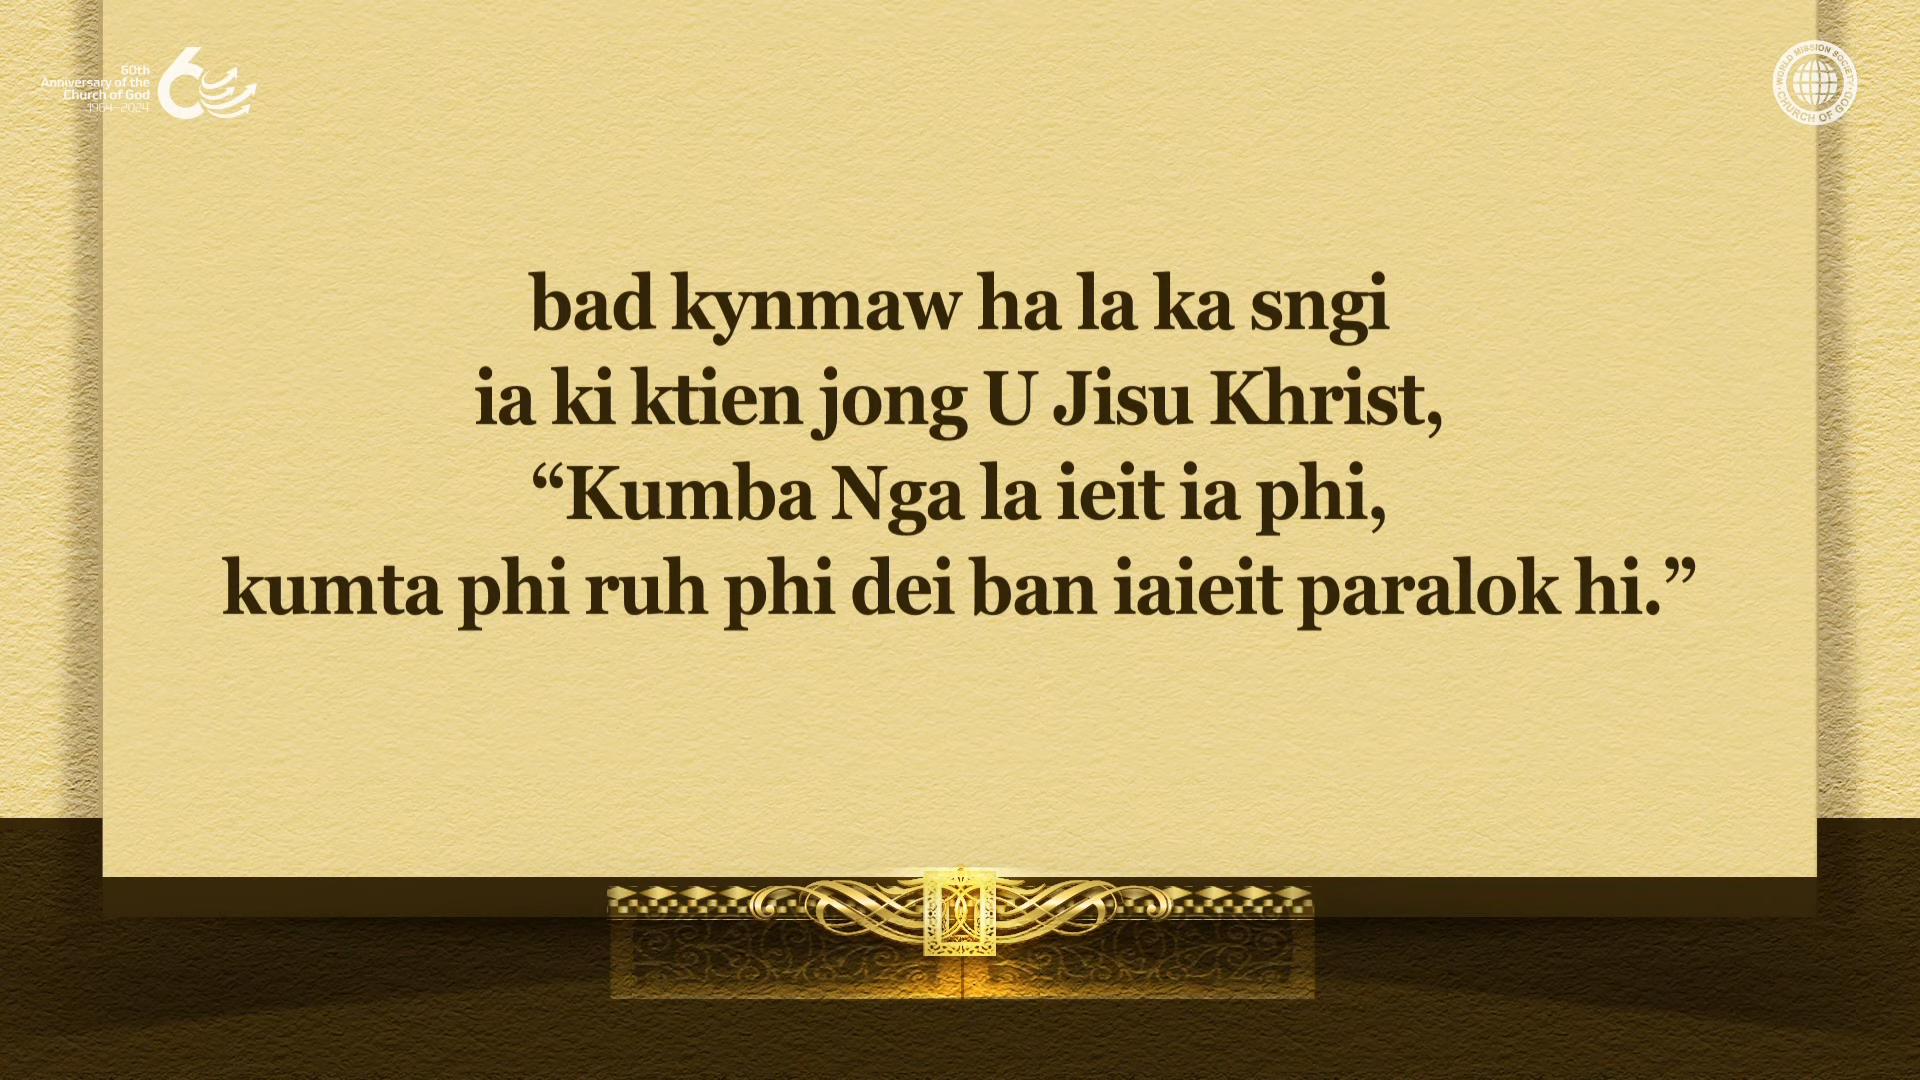 60th
Anniversary of the
Church of God
1964–2024
WORLD MISSION SOCIETY
CHURCH OF GOD
bad kynmaw ha la ka sngi
ia ki ktien jong U Jisu Khrist,
“Kumba Nga la ieit ia phi,
kumta phi ruh phi dei ban iaieit paralok hi.”